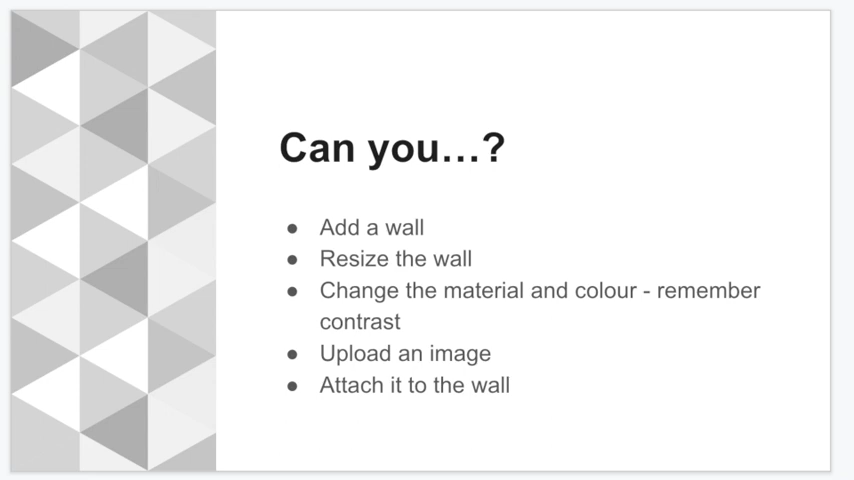 Can you...?
● Add a wall
● Resize the wall
● Change the material and colour - remember
contrast
● Upload an image
● Attach it to the wall